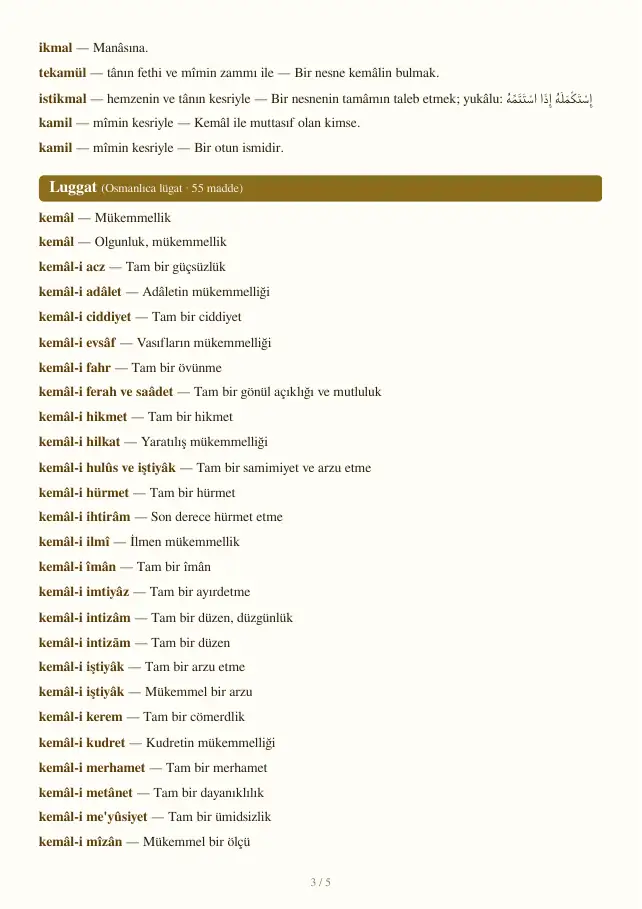 ikmal — Manâsına.
tekamül — tânın fethi ve mîmin zammı ile — Bir nesne kemâlin bulmak.
istikmal — hemzenin ve tânın kesriyle — Bir nesnenin tamâmın taleb etmek; yukâlu: إِسْتَكْمَلَهُ إِذَا اسْتَتَمَّهُ
kamil — mîmin kesriyle — Kemâl ile muttasıf olan kimse.
kamil — mîmin kesriyle — Bir otun ismidir.
Luggat (Osmanlıca lügat · 55 madde)
kemâl — Mükemmellik
kemâl — Olgunluk, mükemmellik
kemâl-i acz — Tam bir güçsüzlük
kemâl-i adâlet — Adâletin mükemmelliği
kemâl-i ciddiyet — Tam bir ciddiyet
kemâl-i evsâf — Vasıfların mükemmelliği
kemâl-i fahr — Tam bir övünme
kemâl-i ferah ve saâdet — Tam bir gönül açıklığı ve mutluluk
kemâl-i hikmet — Tam bir hikmet
kemâl-i hilkat — Yaratılış mükemmelliği
kemâl-i hulûs ve iştiyâk — Tam bir samimiyet ve arzu etme
kemâl-i hürmet — Tam bir hürmet
kemâl-i ihtirâm — Son derece hürmet etme
kemâl-i ilmî — İlmen mükemmellik
kemâl-i îmân — Tam bir îmân
kemâl-i imtiyâz — Tam bir ayırdetme
kemâl-i intizâm — Tam bir düzen, düzgünlük
kemâl-i intizãm — Tam bir düzen
kemâl-i iştiyâk — Tam bir arzu etme
kemâl-i iştiyâk — Mükemmel bir arzu
kemâl-i kerem — Tam bir cömerdlik
kemâl-i kudret — Kudretin mükemmelliği
kemâl-i merhamet — Tam bir merhamet
kemâl-i metânet — Tam bir dayanıklılık
kemâl-i me'yûsiyet — Tam bir ümidsizlik
kemâl-i mîzân — Mükemmel bir ölçü
3 / 5